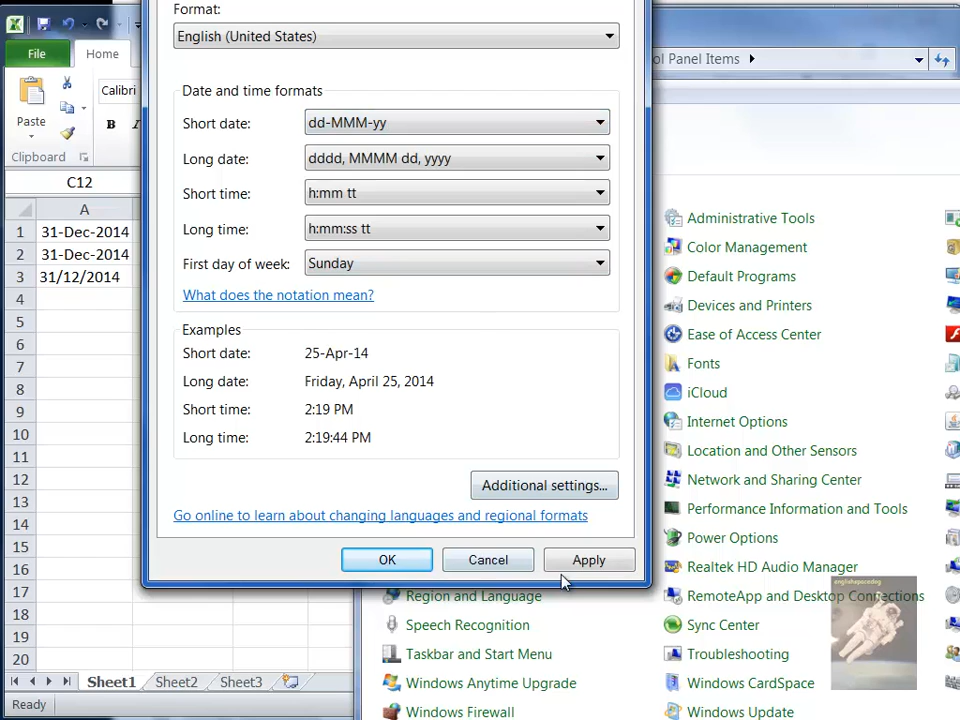 Format:
English (United States)
ol Panel Items
File
Home
Calibri
Paste
B
I
Clipboard
C12
Date and time formats
Short date:
dd-MMM-yy
Long date:
dddd, MMMM dd, yyyy
Short time:
h:mm tt
Long time:
h:mm:ss tt
First day of week:
Sunday
What does the notation mean?
Examples
Short date:
25-Apr-14
Long date:
Friday, April 25, 2014
Short time:
2:19 PM
Long time:
2:19:44 PM
Additional settings...
Go online to learn about changing languages and regional formats
OK
Cancel
Apply
A
1
31-Dec-2014
2
31-Dec-2014
3
31/12/2014
4
5
6
7
8
9
10
11
12
13
14
15
16
17
18
19
20
Sheet1
Sheet2
Sheet3
Ready
Administrative Tools
Color Management
Default Programs
Devices and Printers
Ease of Access Center
Fonts
iCloud
Internet Options
Location and Other Sensors
Network and Sharing Center
Performance Information and Tools
Power Options
Realtek HD Audio Manager
Region and Language
RemoteApp and Desktop Connections
Speech Recognition
Sync Center
Taskbar and Start Menu
Troubleshooting
Windows Anytime Upgrade
Windows CardSpace
Windows Firewall
Windows Update